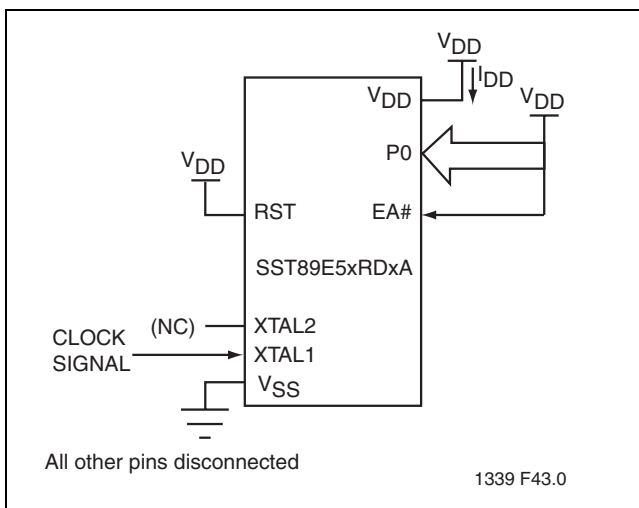 VDD
IDD
VDD
VDD
P0
VDD
RST
EA#
SST89E5xRDxA
(NC)
XTAL2
CLOCK
SIGNAL
XTAL1
VSS
All other pins disconnected
1339 F43.0